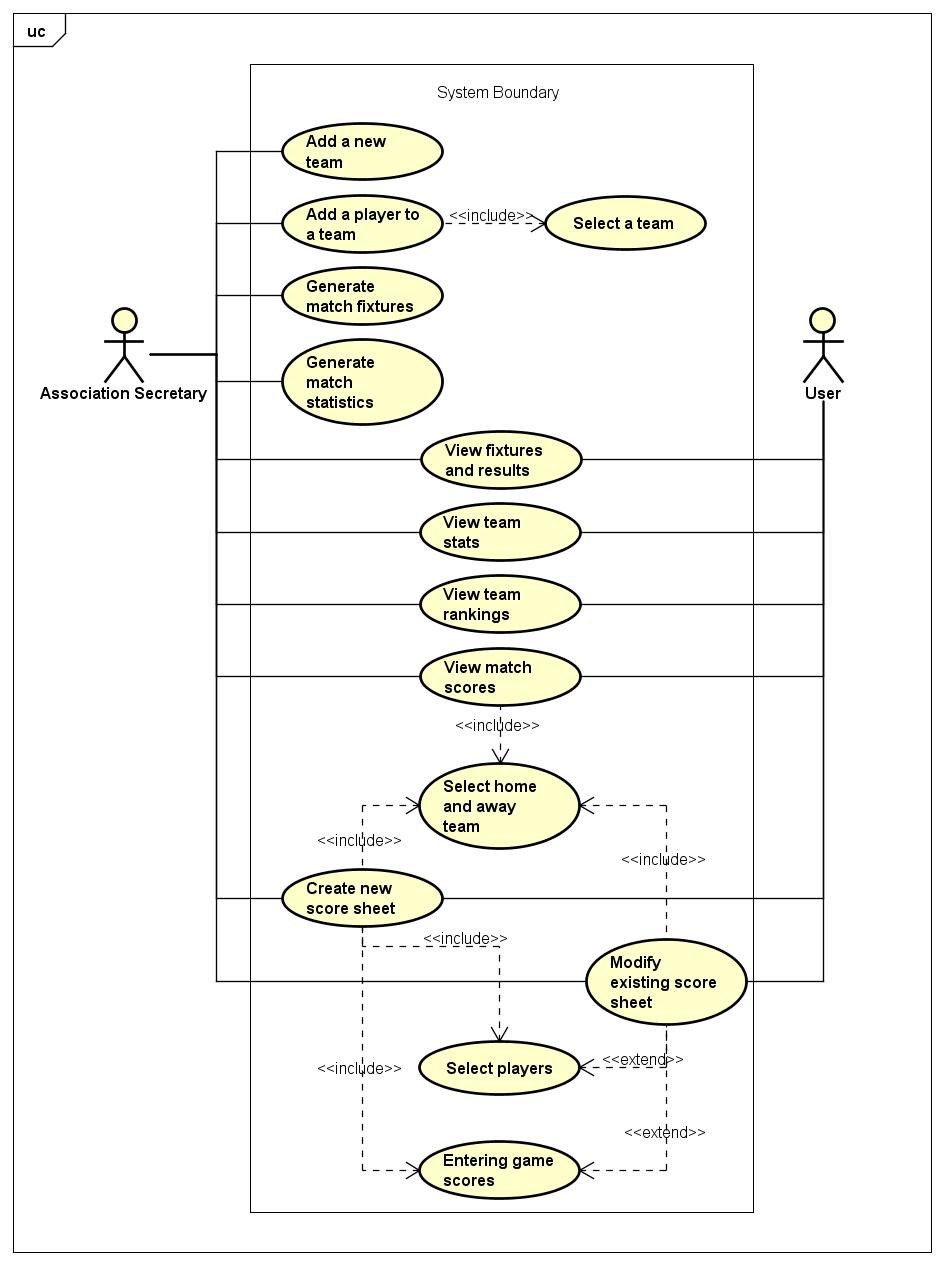 uc
System Boundary
Add a new
team
Add a player to
a team
<<include>>
Select a team
Generate
match fixtures
Generate
match
statistics
Association Secretary
User
View fixtures
and results
View team
stats
View team
rankings
View match
scores
<<include>>
Select home
and away
team
<<include>>
<<include>>
Create new
score sheet
<<include>>
Modify
existing score
sheet
<<include>>
Select players
<<extend>>
<<extend>>
Entering game
scores